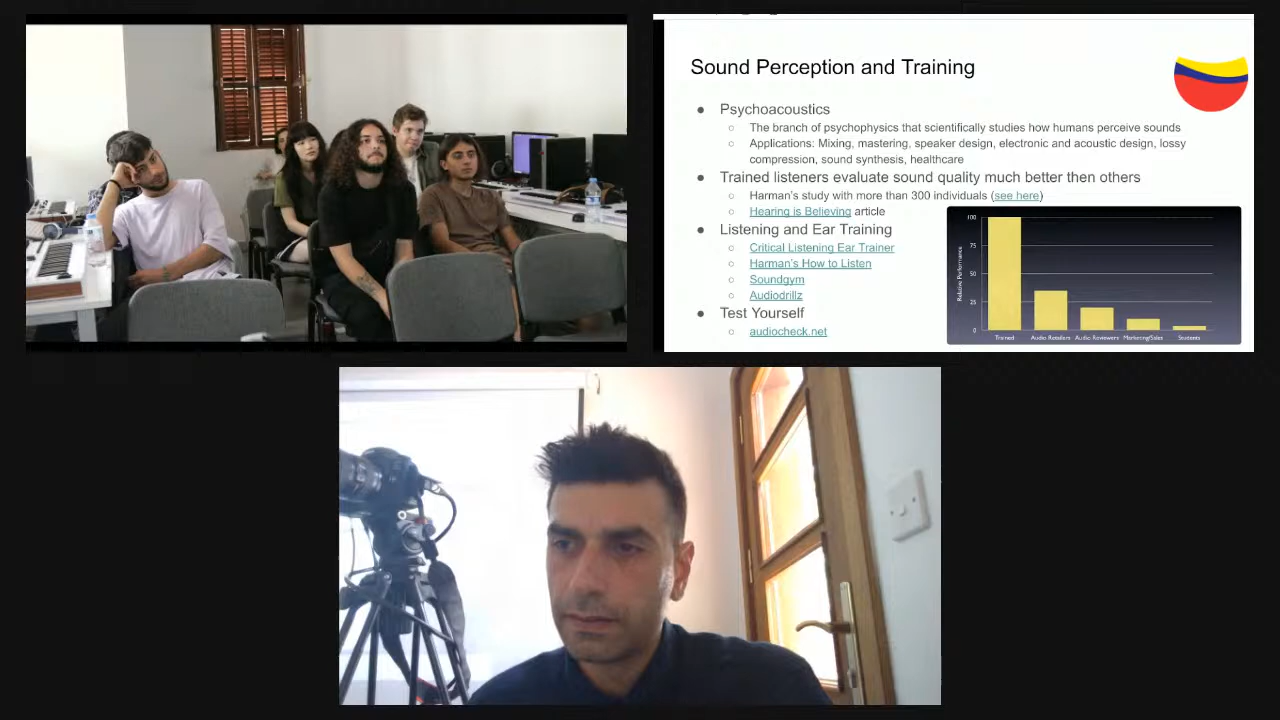 Sound Perception and Training
● Psychoacoustics
○ The branch of psychophysics that scientifically studies how humans perceive sounds
○ Applications: Mixing, mastering, speaker design, electronic and acoustic design, lossy
compression, sound synthesis, healthcare
● Trained listeners evaluate sound quality much better then others
○ Harman's study with more than 300 individuals (see here)
○ Hearing is Believing article
● Listening and Ear Training
○ Critical Listening Ear Trainer
○ Harman's How to Listen
○ Soundgym
○ Audiodrillz
● Test Yourself
○ audiocheck.net
Relative Performance
100
75
50
25
0
Trained Audio Retailers Audio Reviewers Marketing/Sales Students